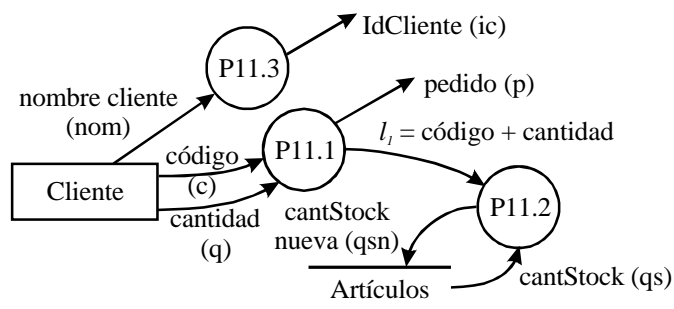 IdCliente (ic)
P11.3
nombre cliente
(nom)
pedido (p)
l₁ = código + cantidad
código
(c)
P11.1
Cliente
cantidad
(q)
cantStock
nueva (qsn)
P11.2
Artículos
cantStock (qs)